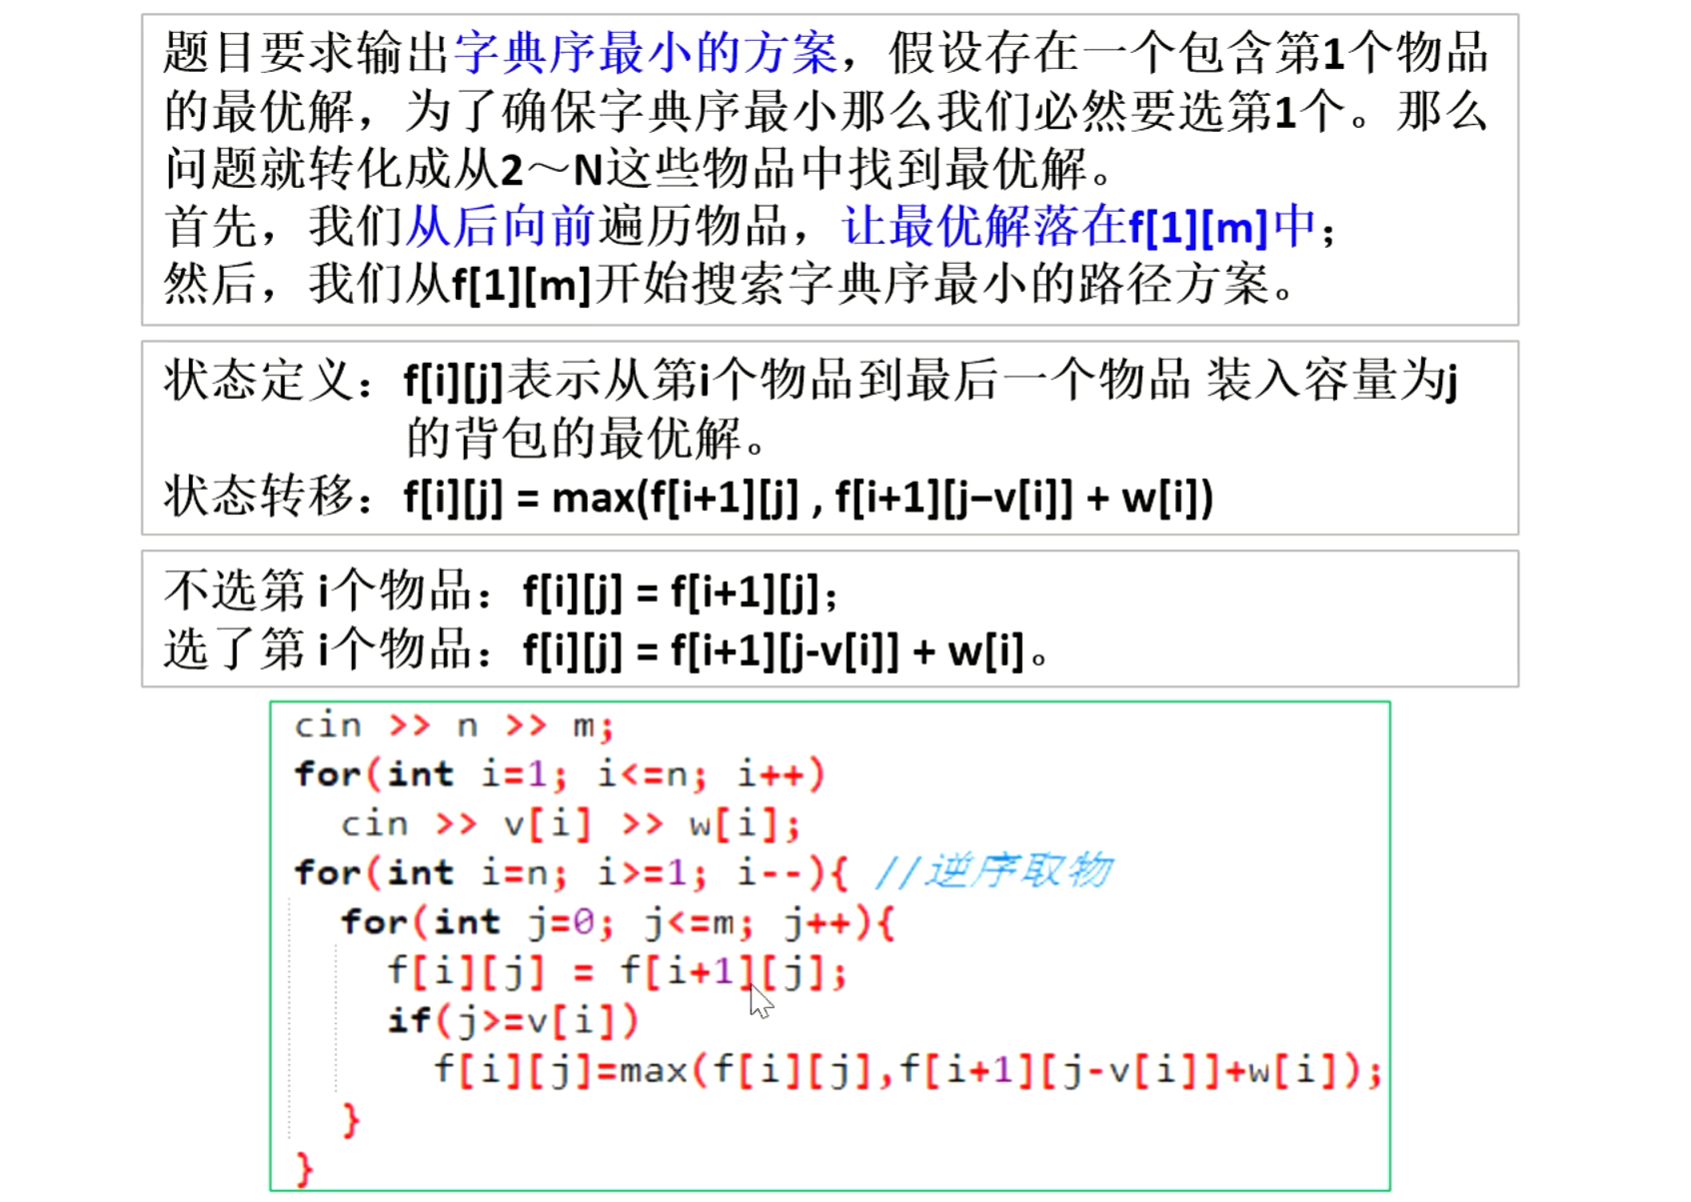 题目要求输出字典序最小的方案，假设存在一个包含第1个物品
的最优解，为了确保字典序最小那么我们必然要选第1个。那么
问题就转化成从2～N这些物品中找到最优解。
首先，我们从后向前遍历物品，让最优解落在f[1][m]中；
然后，我们从f[1][m]开始搜索字典序最小的路径方案。
状态定义：f[i][j]表示从第i个物品到最后一个物品 装入容量为j
的背包的最优解。
状态转移：f[i][j] = max(f[i+1][j] , f[i+1][j–v[i]] + w[i])
不选第 i个物品：f[i][j] = f[i+1][j]；
选了第 i个物品：f[i][j] = f[i+1][j-v[i]] + w[i]。
cin >> n >> m;
for(int i=1; i<=n; i++)
cin >> v[i] >> w[i];
for(int i=n; i>=1; i--){ //逆序取物
for(int j=0; j<=m; j++){
f[i][j] = f[i+1][j];
if(j>=v[i])
f[i][j]=max(f[i][j],f[i+1][j-v[i]]+w[i]);
}
}